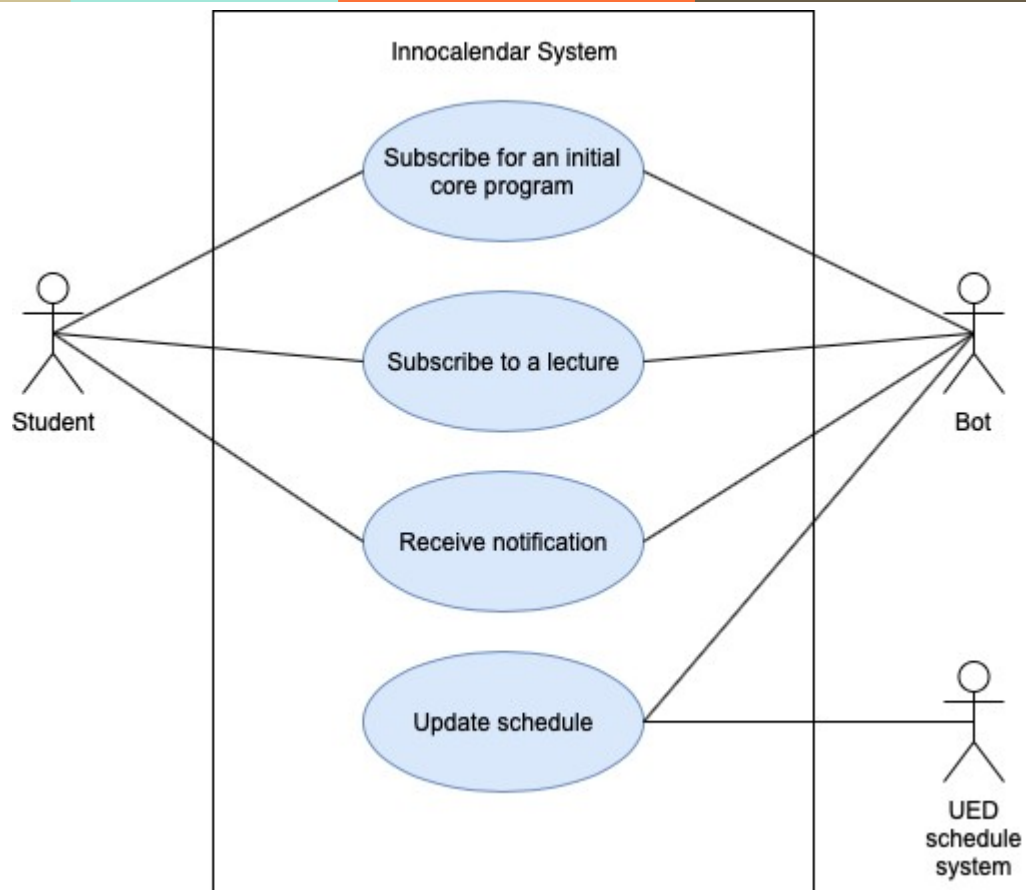 Innocalendar System
Subscribe for an initial
core program
Student
Subscribe to a lecture
Bot
Receive notification
Update schedule
UED
schedule
system